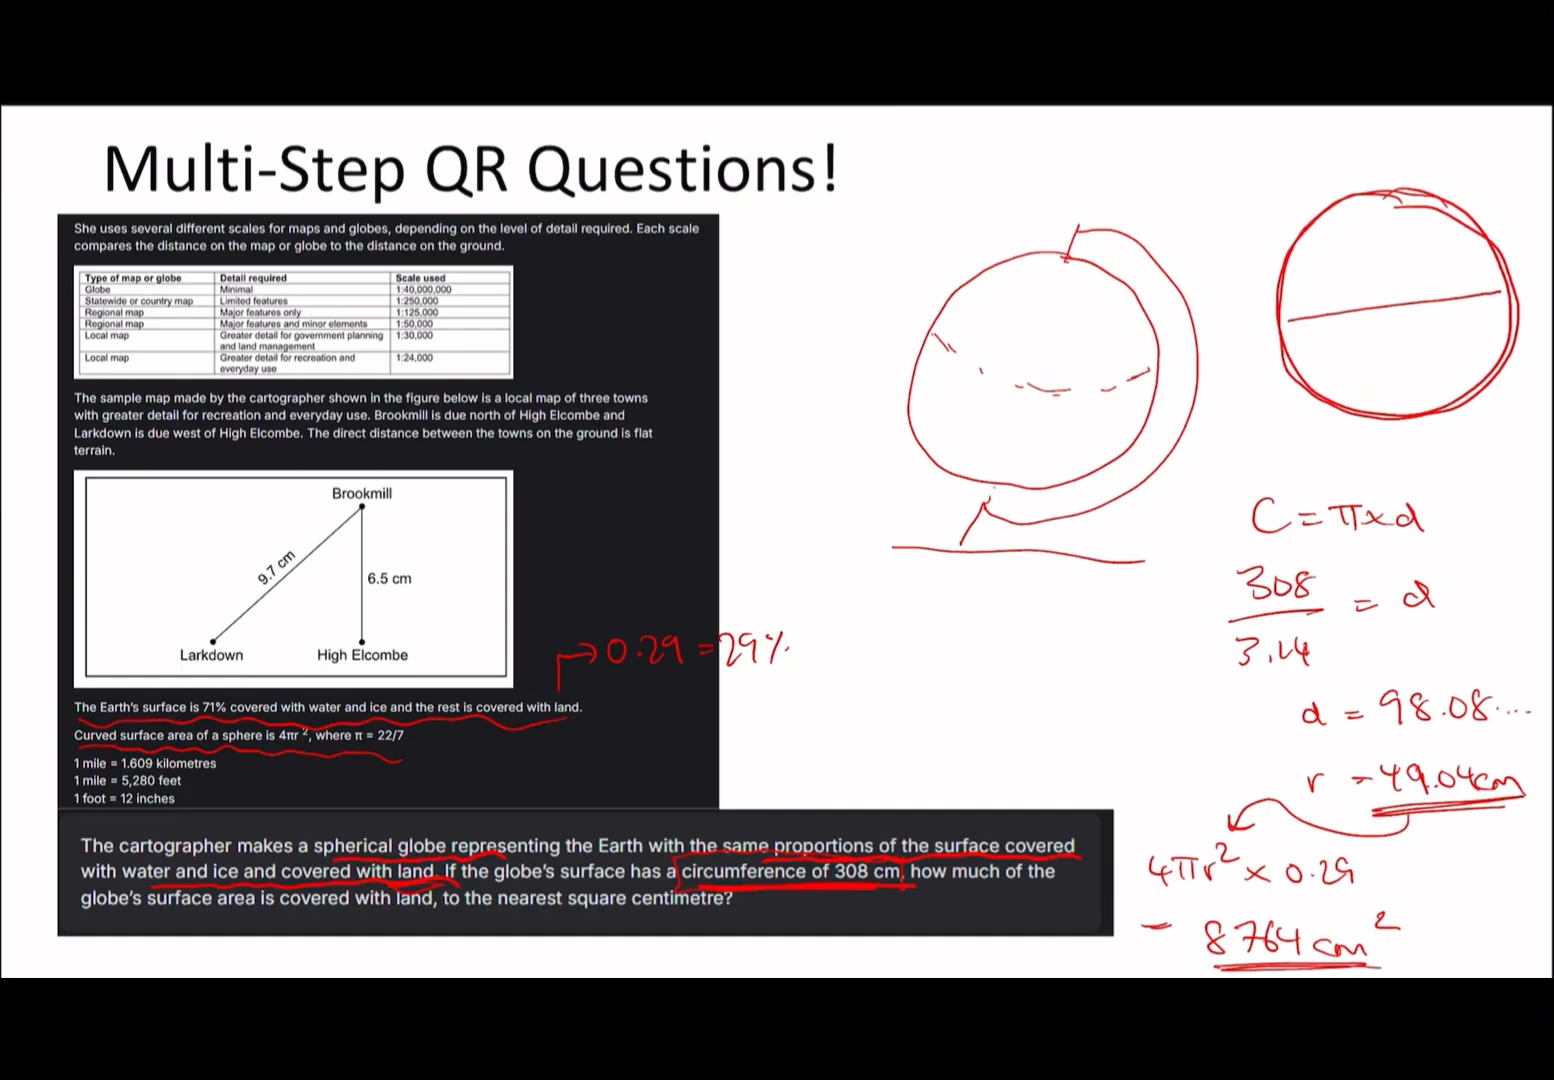 Multi-Step QR Questions!
She uses several different scales for maps and globes, depending on the level of detail required. Each scale
compares the distance on the map or globe to the distance on the ground.
Type of map or globe Detail required Scale used
Globe Minimal 1:40,000,000
Statewide or country map Limited features 1:250,000
Regional map Major features only 1:125,000
Regional map Major features and minor elements 1:50,000
Local map Greater detail for government planning 1:30,000
and land management
Local map Greater detail for recreation and 1:24,000
everyday use
The sample map made by the cartographer shown in the figure below is a local map of three towns
with greater detail for recreation and everyday use. Brookmill is due north of High Elcombe and
Larkdown is due west of High Elcombe. The direct distance between the towns on the ground is flat
terrain.
Brookmill
9.7 cm
6.5 cm
Larkdown
High Elcombe
0.29 = 29%
The Earth's surface is 71% covered with water and ice and the rest is covered with land.
Curved surface area of a sphere is 4πr², where π = 22/7
1 mile = 1.609 kilometres
1 mile = 5,280 feet
1 foot = 12 inches
The cartographer makes a spherical globe representing the Earth with the same proportions of the surface covered
with water and ice and covered with land. If the globe's surface has a circumference of 308 cm, how much of the
globe's surface area is covered with land, to the nearest square centimetre?
C = π x d
308
= d
3.14
d = 98.08...
r = 49.04cm
4πr² x 0.29
= 8764 cm²